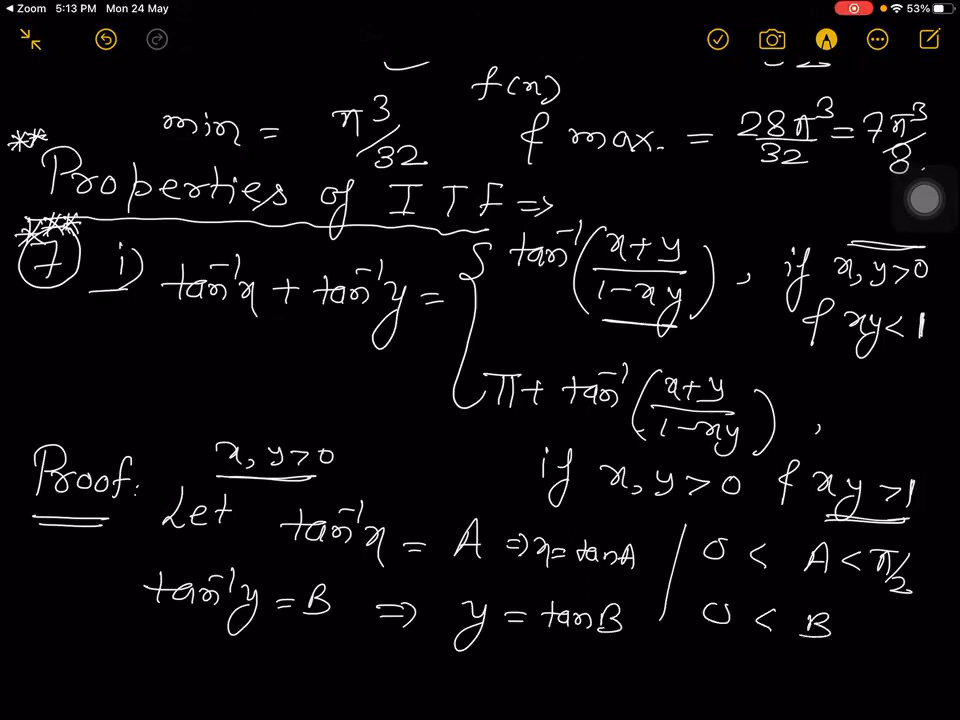 Zoom 5:13 PM Mon 24 May 53%
f(x)
min = π³/32 & max. = 28π³/32 = 7π³/8
** Properties of ITF ⇒
*** 7 i) tan⁻¹x + tan⁻¹y = { tan⁻¹((x+y)/(1-xy)), if x, y>0
& xy<1
π + tan⁻¹((x+y)/(1-xy)),
if x, y>0 & xy>1
Proof: x, y>0
Let tan⁻¹x = A ⇒ x = tanA / 0 < A < π/2
tan⁻¹y = B ⇒ y = tanB 0 < B